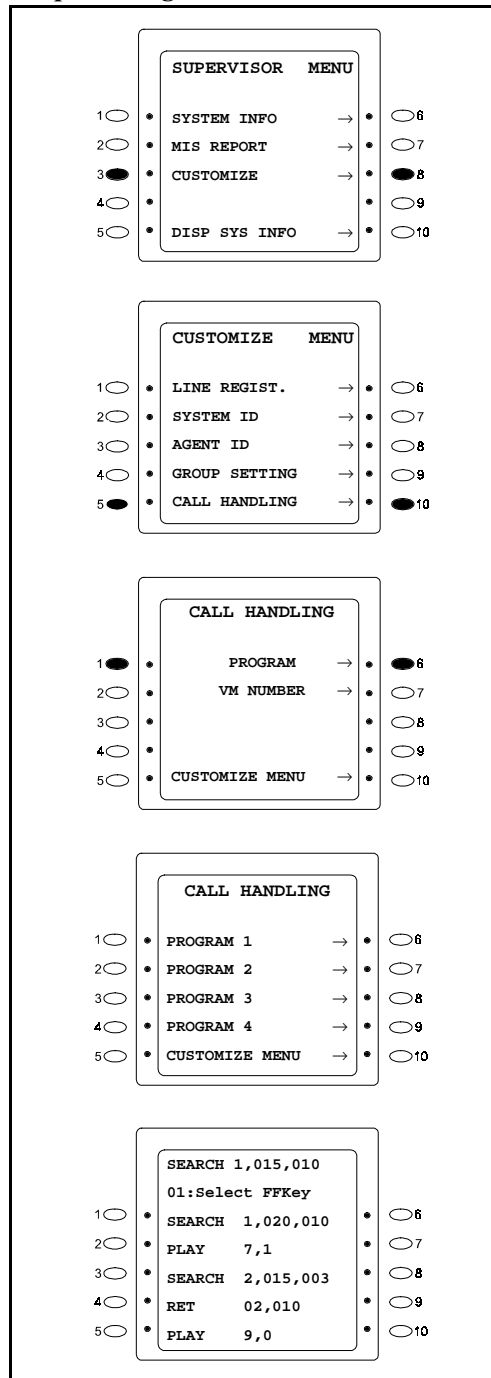 SUPERVISOR MENU
1 SYSTEM INFO → 6
2 MIS REPORT → 7
3 CUSTOMIZE → 8
4 9
5 DISP SYS INFO → 10
CUSTOMIZE MENU
1 LINE REGIST. → 6
2 SYSTEM ID → 7
3 AGENT ID → 8
4 GROUP SETTING → 9
5 CALL HANDLING → 10
CALL HANDLING
1 PROGRAM → 6
2 VM NUMBER → 7
3 8
4 9
5 CUSTOMIZE MENU → 10
CALL HANDLING
1 PROGRAM 1 → 6
2 PROGRAM 2 → 7
3 PROGRAM 3 → 8
4 PROGRAM 4 → 9
5 CUSTOMIZE MENU → 10
SEARCH 1,015,010
01:Select FFKey
1 SEARCH 1,020,010 6
2 PLAY 7,1 7
3 SEARCH 2,015,003 8
4 RET 02,010 9
5 PLAY 9,0 10